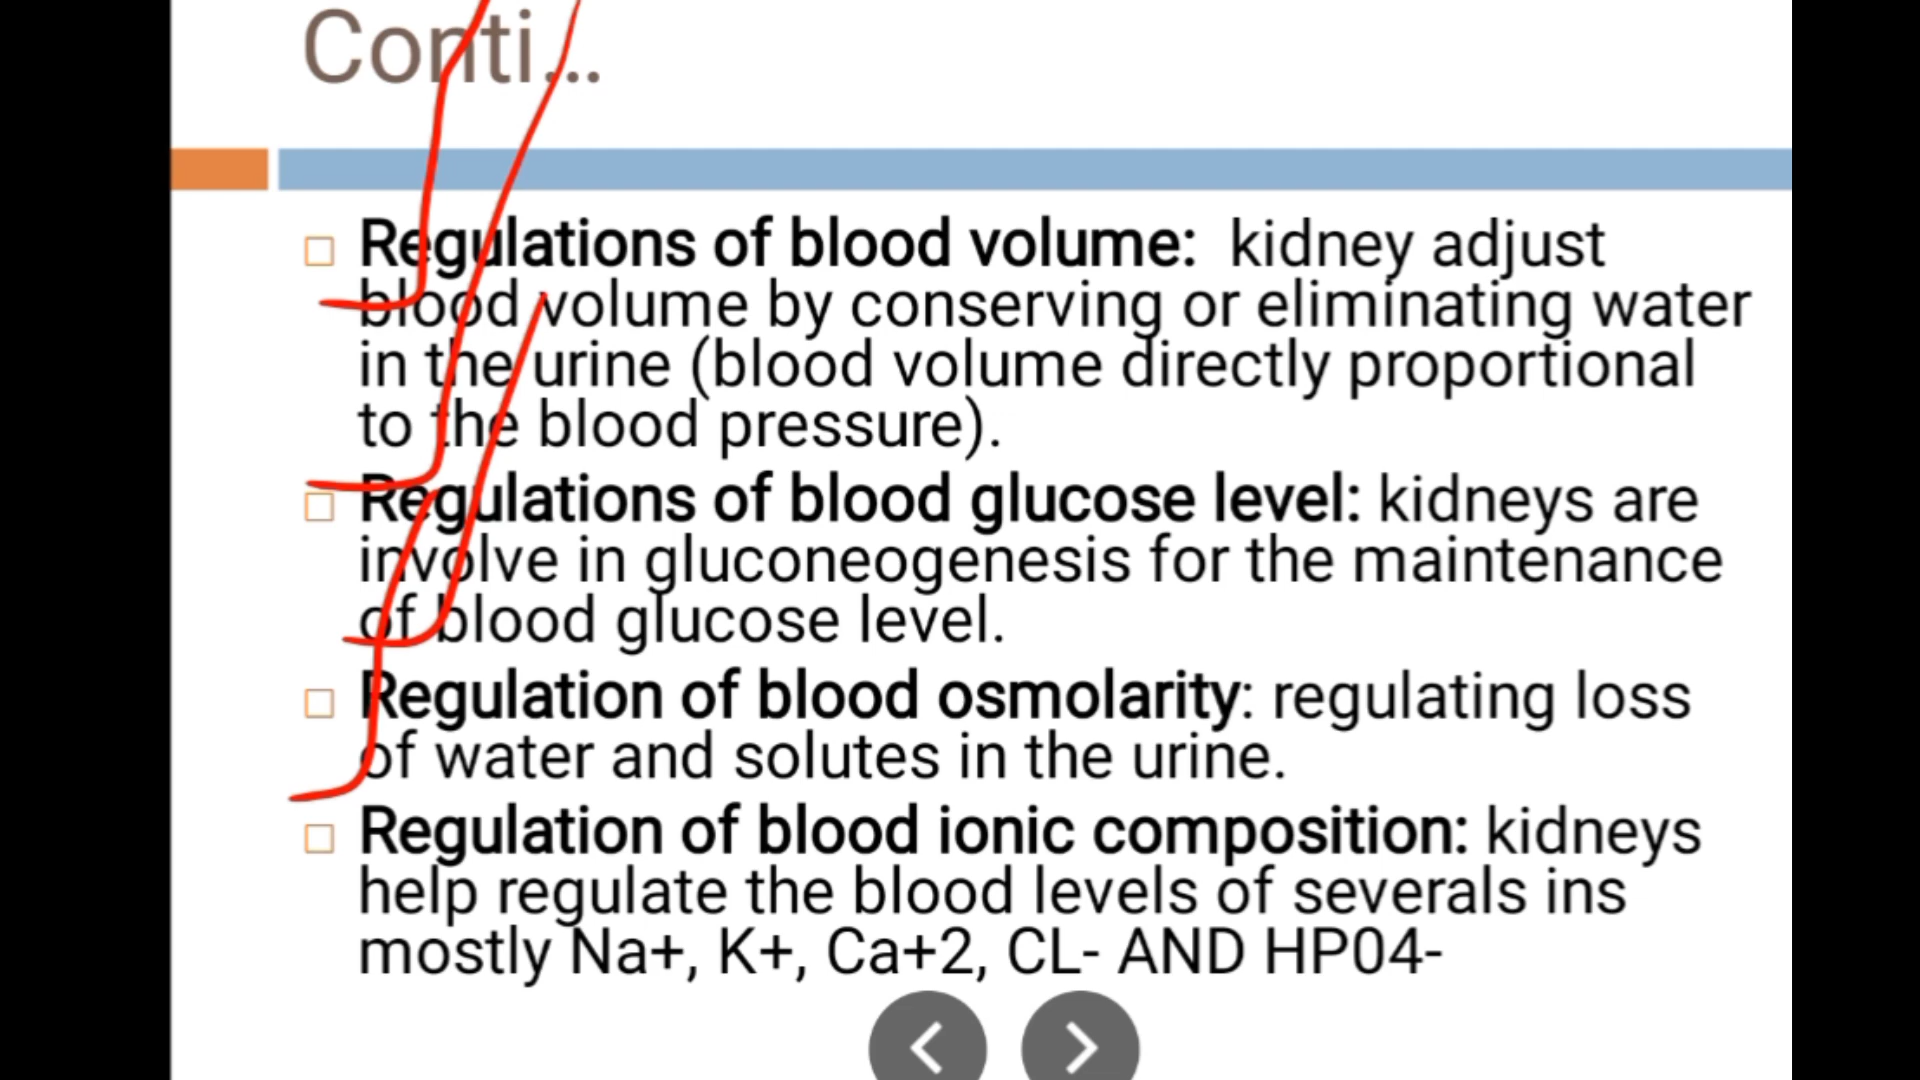 Conti...
Regulations of blood volume: kidney adjust
blood volume by conserving or eliminating water
in the urine (blood volume directly proportional
to the blood pressure).
Regulations of blood glucose level: kidneys are
involve in gluconeogenesis for the maintenance
of blood glucose level.
Regulation of blood osmolarity: regulating loss
of water and solutes in the urine.
Regulation of blood ionic composition: kidneys
help regulate the blood levels of severals ins
mostly Na+, K+, Ca+2, CL- AND HP04-